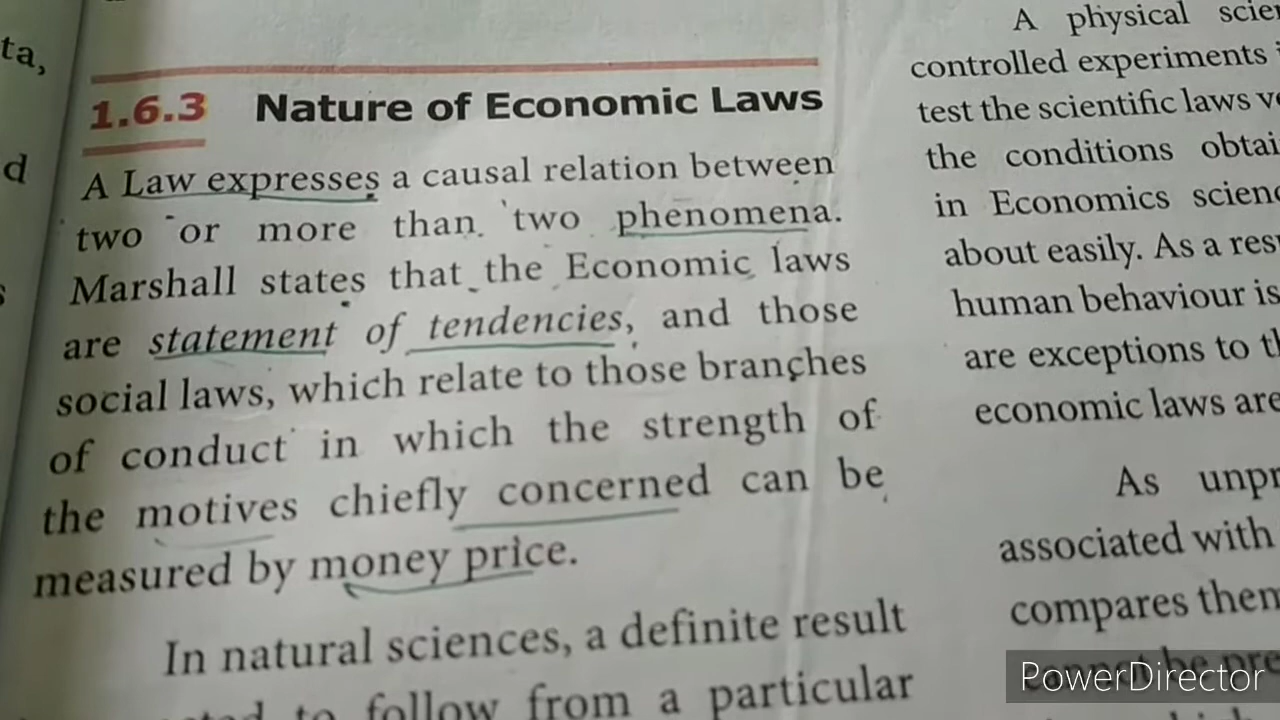 ta,
d
1.6.3 Nature of Economic Laws
A Law expresses a causal relation between
two or more than two phenomena.
Marshall states that the Economic laws
are statement of tendencies, and those
social laws, which relate to those branches
of conduct in which the strength of
the motives chiefly concerned can be
measured by money price.
In natural sciences, a definite result
to follow from a particular
A physical
controlled experiments
test the scientific laws
the conditions
in Economics
about easily. As a
human behaviour is
are exceptions to
economic laws are
As
associated with
compares
cannot be
PowerDirector